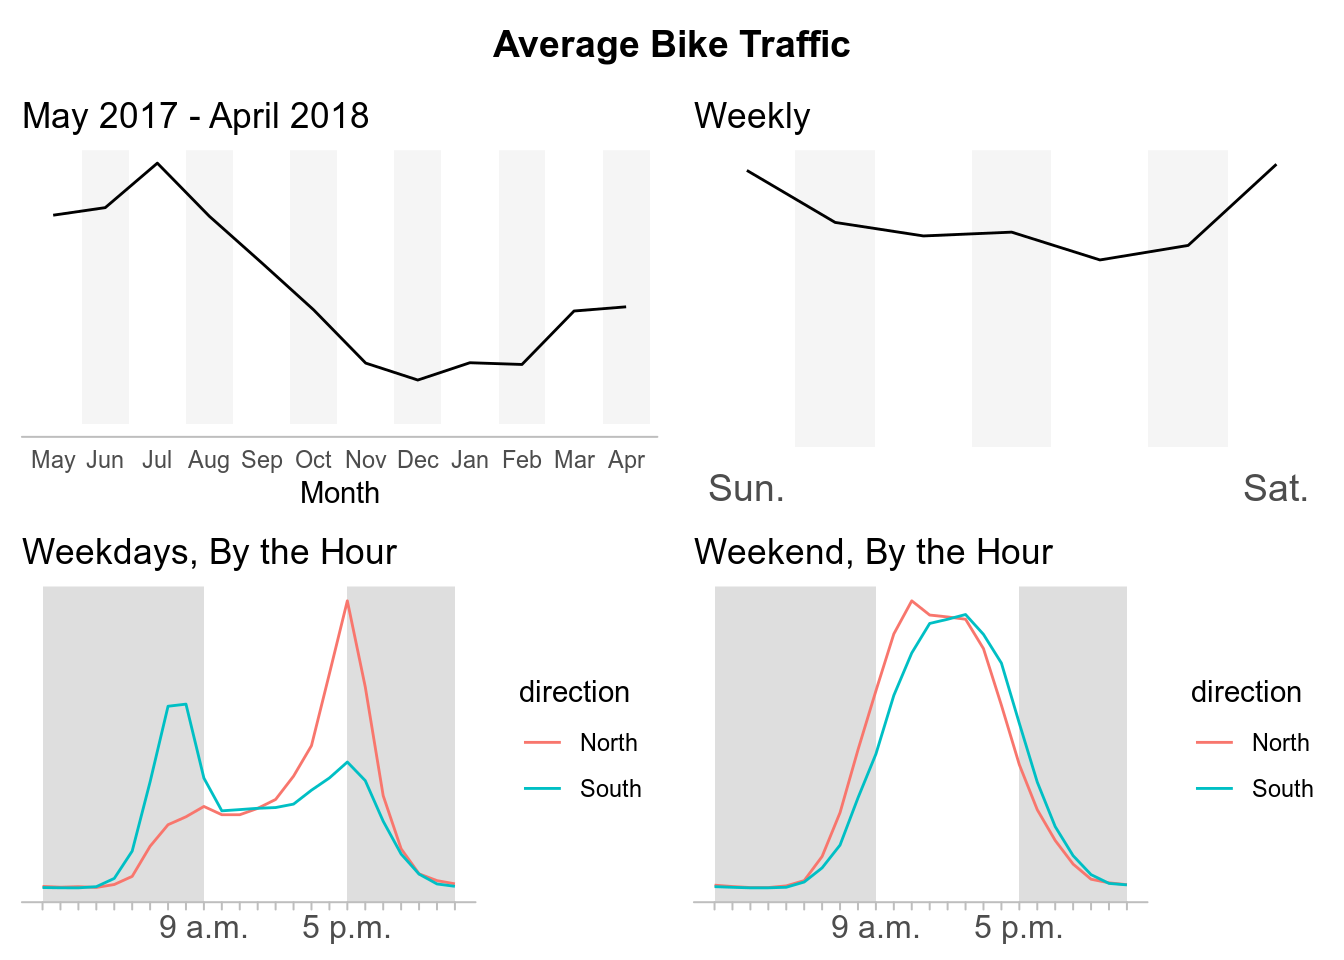 Average Bike Traffic
May 2017 - April 2018
May Jun Jul Aug Sep Oct Nov Dec Jan Feb Mar Apr
Month
Weekly
Sun. Sat.
Weekdays, By the Hour
9 a.m. 5 p.m.
direction
North
South
Weekend, By the Hour
9 a.m. 5 p.m.
direction
North
South